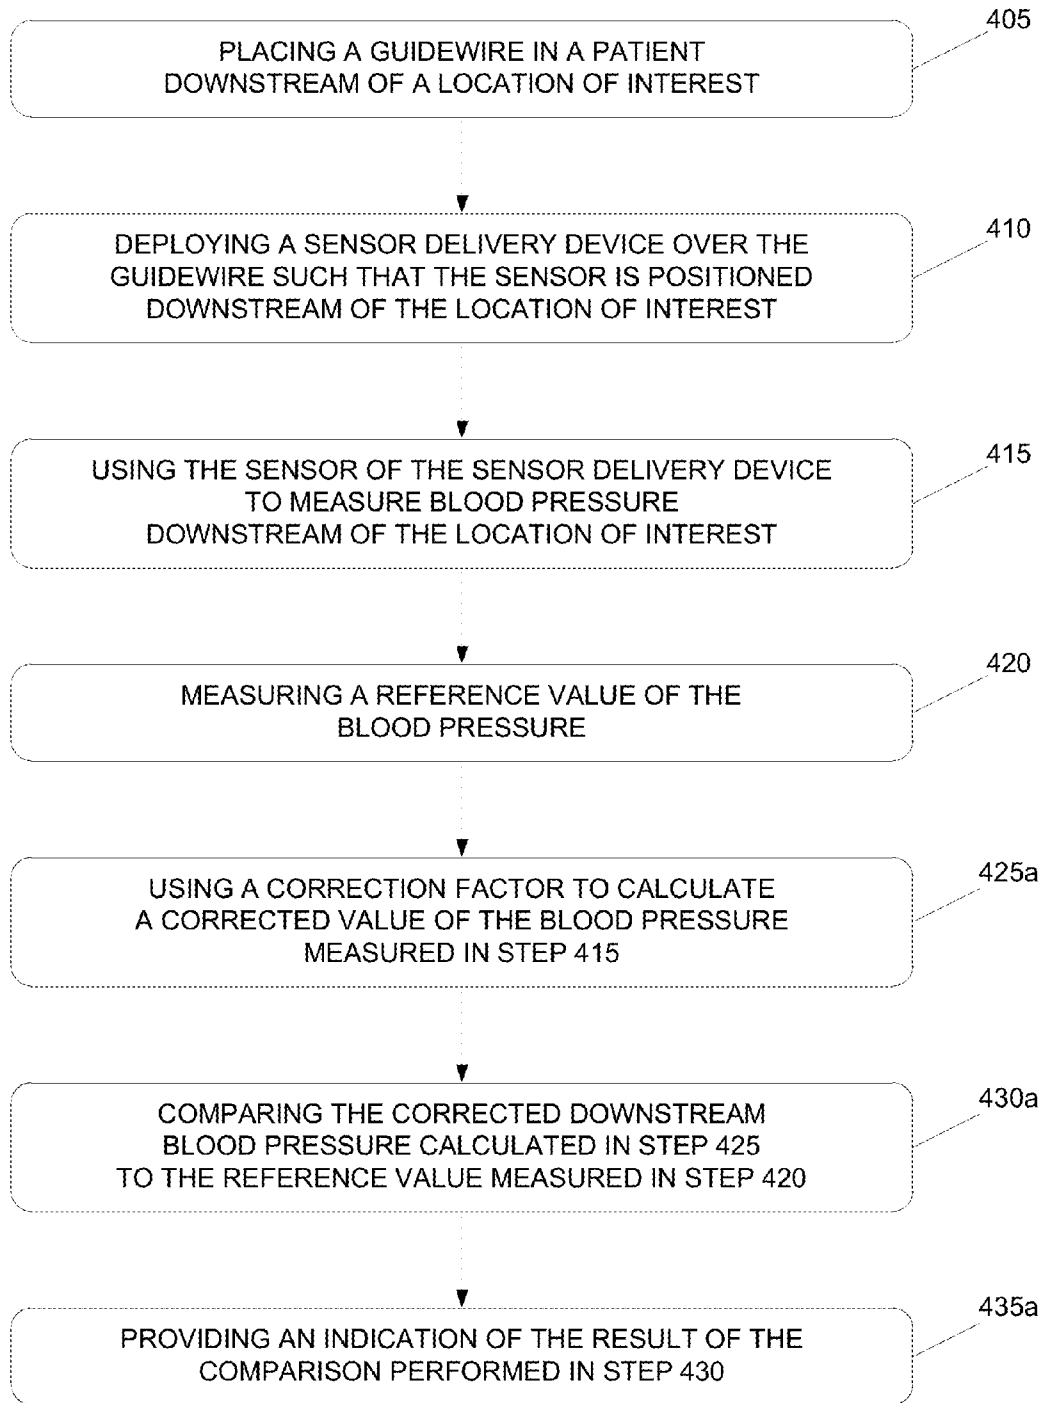 405
PLACING A GUIDEWIRE IN A PATIENT
DOWNSTREAM OF A LOCATION OF INTEREST
410
DEPLOYING A SENSOR DELIVERY DEVICE OVER THE
GUIDEWIRE SUCH THAT THE SENSOR IS POSITIONED
DOWNSTREAM OF THE LOCATION OF INTEREST
415
USING THE SENSOR OF THE SENSOR DELIVERY DEVICE
TO MEASURE BLOOD PRESSURE
DOWNSTREAM OF THE LOCATION OF INTEREST
420
MEASURING A REFERENCE VALUE OF THE
BLOOD PRESSURE
425a
USING A CORRECTION FACTOR TO CALCULATE
A CORRECTED VALUE OF THE BLOOD PRESSURE
MEASURED IN STEP 415
430a
COMPARING THE CORRECTED DOWNSTREAM
BLOOD PRESSURE CALCULATED IN STEP 425
TO THE REFERENCE VALUE MEASURED IN STEP 420
435a
PROVIDING AN INDICATION OF THE RESULT OF THE
COMPARISON PERFORMED IN STEP 430